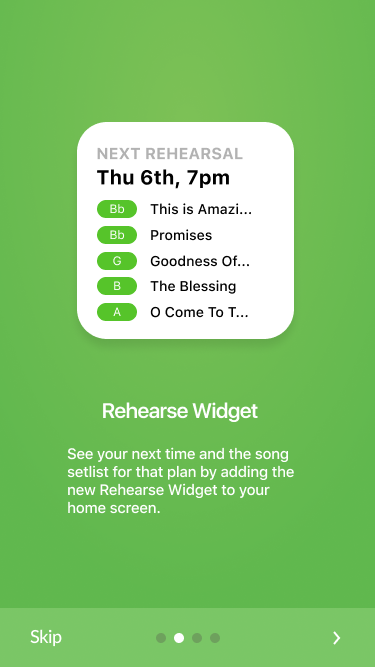 NEXT REHEARSAL
Thu 6th, 7pm
Bb This is Amazi...
Bb Promises
G Goodness Of...
B The Blessing
A O Come To T...
Rehearse Widget
See your next time and the song
setlist for that plan by adding the
new Rehearse Widget to your
home screen.
Skip